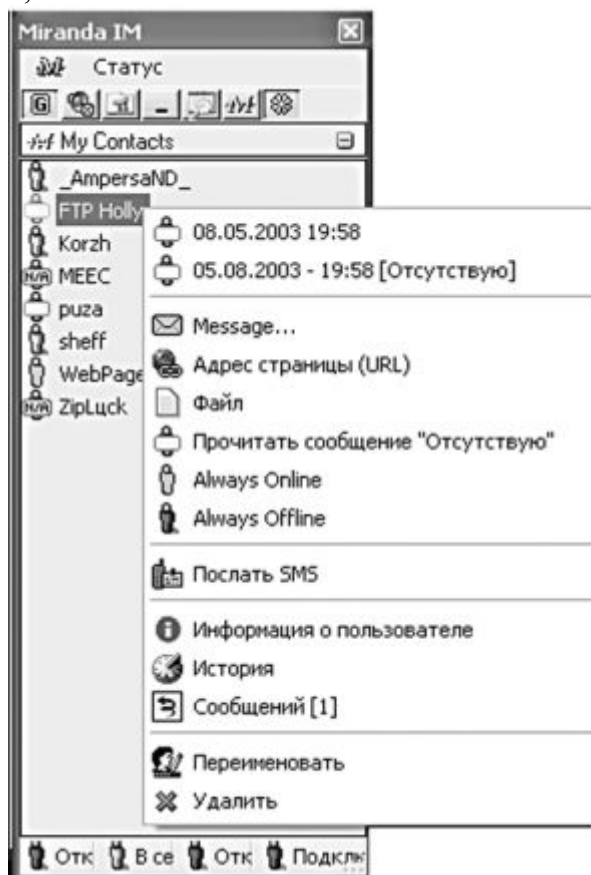 Miranda IM
Статус
G
My Contacts
_AmpersaND_
FTP Holly
Korzh
N/A MEEC
puza
sheff
WebPage
N/A ZipLцck
08.05.2003 19:58
05.08.2003 - 19:58 [Отсутствую]
Message...
Адрес страницы (URL)
Файл
Прочитать сообщение "Отсутствую"
Always Online
Always Offline
Послать SMS
Информация о пользователе
История
Сообщений [1]
Переименовать
Удалить
Отк В се Отк Подклю